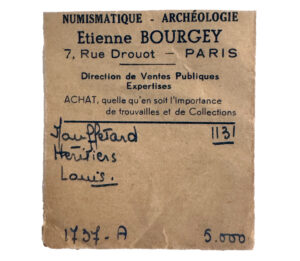 NUMISMATIQUE - ARCHÉOLOGIE
Etienne BOURGEY
7, Rue Drouot - PARIS
Direction de Ventes Publiques
Expertises
ACHAT, quelle qu'en soit l'importance
de trouvailles et de Collections
1131
Héritiers
Louis.
1737-A 5.000